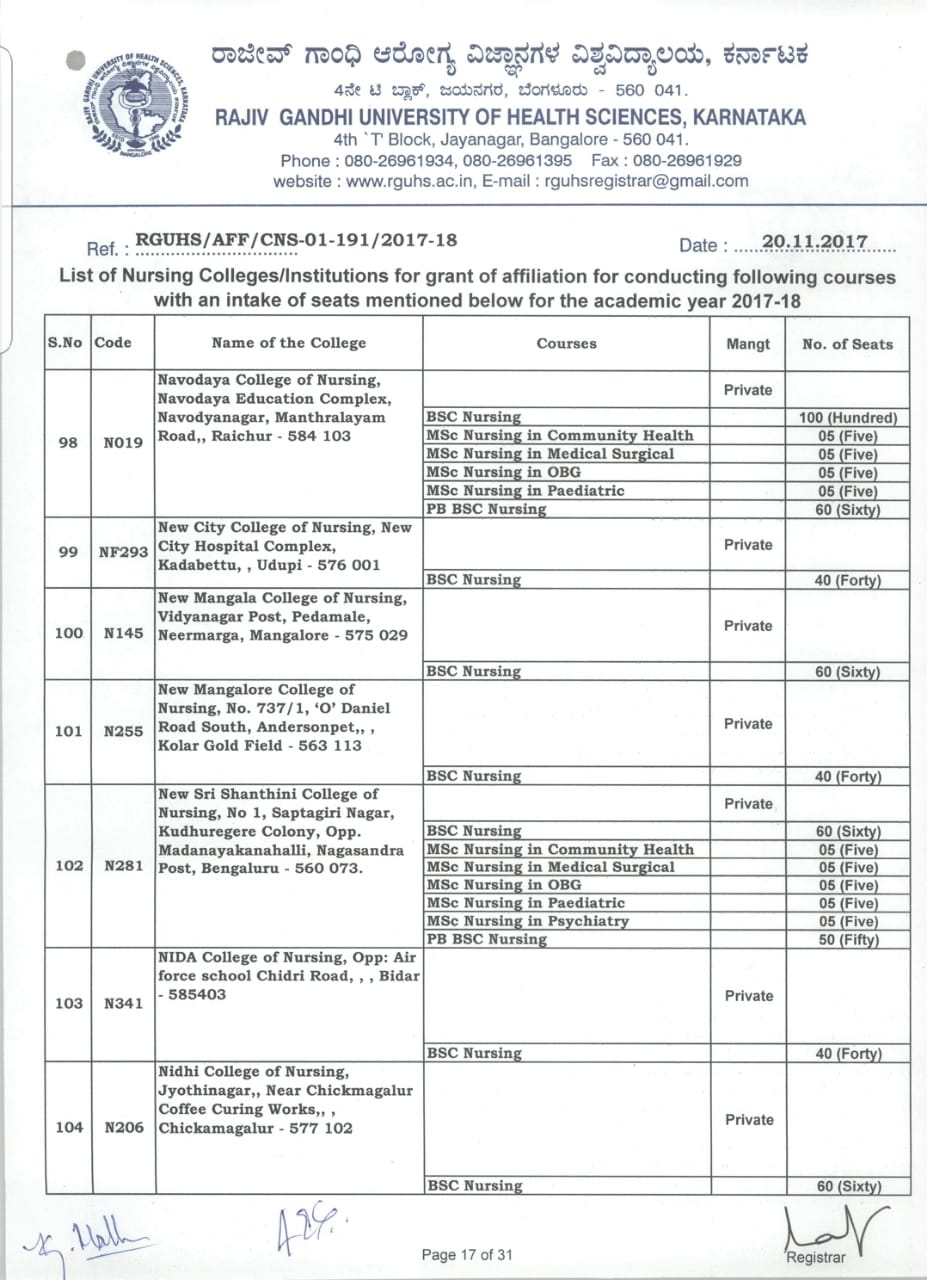 ರಾಜೀವ್ ಗಾಂಧಿ ಆರೋಗ್ಯ ವಿಜ್ಞಾನಗಳ ವಿಶ್ವವಿದ್ಯಾಲಯ, ಕರ್ನಾಟಕ
4ನೇ ಟಿ ಬ್ಲಾಕ್, ಜಯನಗರ, ಬೆಂಗಳೂರು - 560 041.
RAJIV GANDHI UNIVERSITY OF HEALTH SCIENCES, KARNATAKA
4th `T' Block, Jayanagar, Bangalore - 560 041.
Phone : 080-26961934, 080-26961395 Fax : 080-26961929
website : www.rguhs.ac.in, E-mail : rguhsregistrar@gmail.com
Ref. : RGUHS/AFF/CNS-01-191/2017-18 Date : 20.11.2017
List of Nursing Colleges/Institutions for grant of affiliation for conducting following courses
with an intake of seats mentioned below for the academic year 2017-18
S.No Code Name of the College Courses Mangt No. of Seats
98 N019
Navodaya College of Nursing,
Navodaya Education Complex,
Navodyanagar, Manthralayam
Road,, Raichur - 584 103
Private
BSC Nursing 100 (Hundred)
MSc Nursing in Community Health 05 (Five)
MSc Nursing in Medical Surgical 05 (Five)
MSc Nursing in OBG 05 (Five)
MSc Nursing in Paediatric 05 (Five)
PB BSC Nursing 60 (Sixty)
99 NF293
New City College of Nursing, New
City Hospital Complex,
Kadabettu, , Udupi - 576 001
Private
BSC Nursing 40 (Forty)
100 N145
New Mangala College of Nursing,
Vidyanagar Post, Pedamale,
Neermarga, Mangalore - 575 029
Private
BSC Nursing 60 (Sixty)
101 N255
New Mangalore College of
Nursing, No. 737/1, ‘O’ Daniel
Road South, Andersonpet,, ,
Kolar Gold Field - 563 113
Private
BSC Nursing 40 (Forty)
102 N281
New Sri Shanthini College of
Nursing, No 1, Saptagiri Nagar,
Kudhuregere Colony, Opp.
Madanayakanahalli, Nagasandra
Post, Bengaluru - 560 073.
Private
BSC Nursing 60 (Sixty)
MSc Nursing in Community Health 05 (Five)
MSc Nursing in Medical Surgical 05 (Five)
MSc Nursing in OBG 05 (Five)
MSc Nursing in Paediatric 05 (Five)
MSc Nursing in Psychiatry 05 (Five)
PB BSC Nursing 50 (Fifty)
103 N341
NIDA College of Nursing, Opp: Air
force school Chidri Road, , , Bidar
- 585403
Private
BSC Nursing 40 (Forty)
104 N206
Nidhi College of Nursing,
Jyothinagar,, Near Chickmagalur
Coffee Curing Works,, ,
Chickamagalur - 577 102
Private
BSC Nursing 60 (Sixty)
Page 17 of 31
Registrar